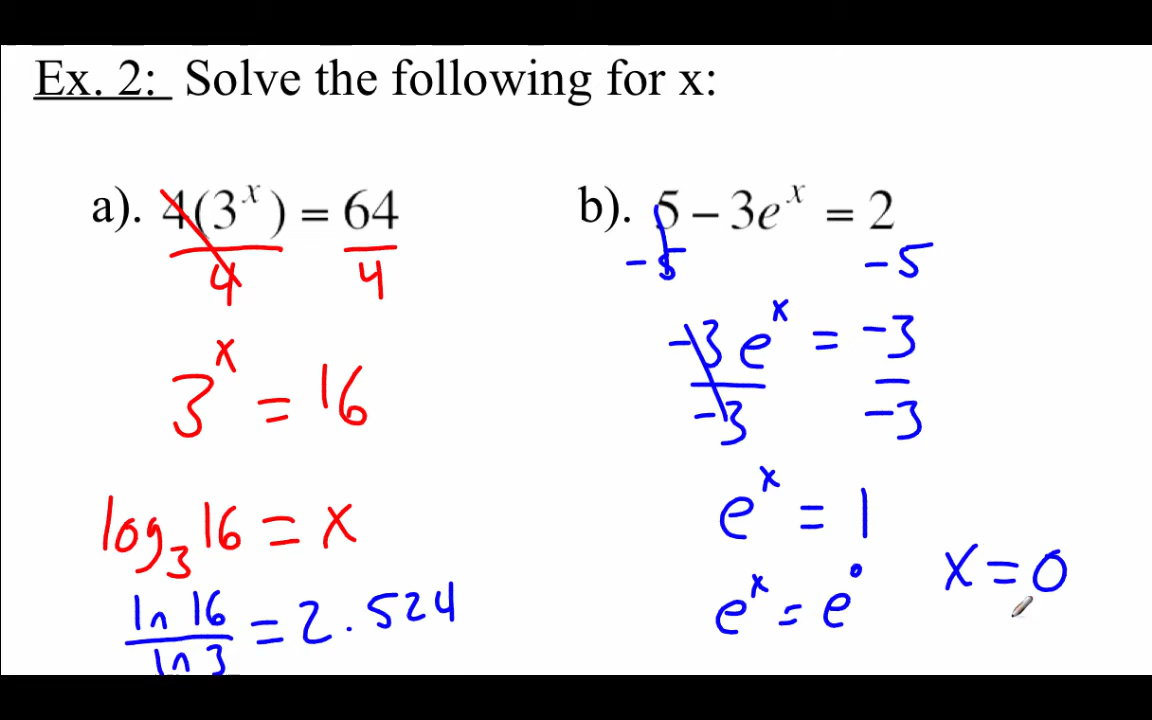 Ex. 2: Solve the following for x:
a). 4(3^x) = 64
4 4
3^x = 16
log_3 16 = x
ln 16 / ln 3 = 2.524
b). 5 − 3e^x = 2
-5 -5
-3e^x = -3
-3 -3
e^x = 1
e^x = e^0
x = 0